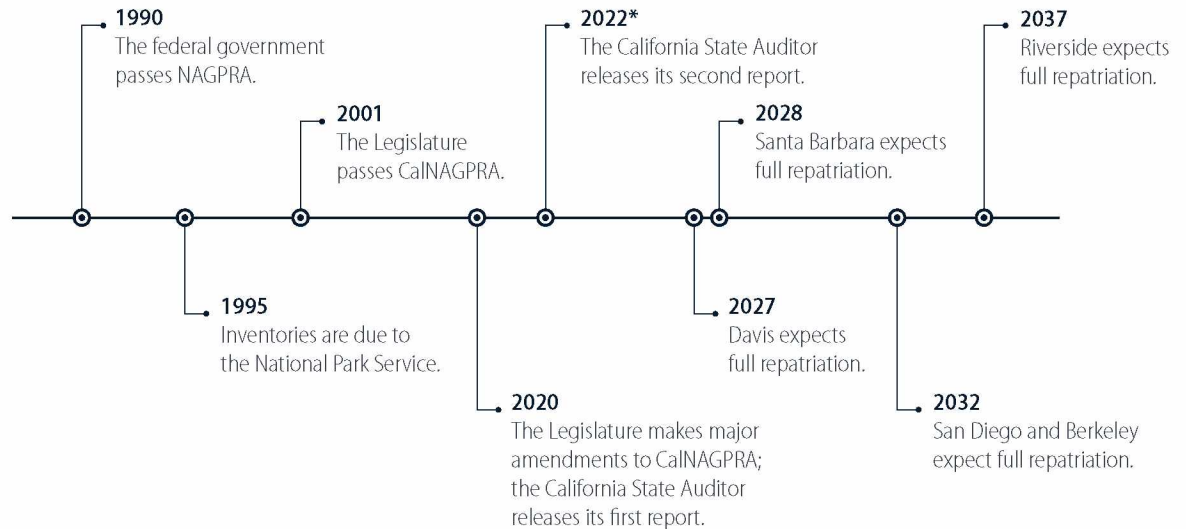 1990
The federal government
passes NAGPRA.
1995
Inventories are due to
the National Park Service.
2001
The Legislature
passes CalNAGPRA.
2020
The Legislature makes major
amendments to CalNAGPRA;
the California State Auditor
releases its first report.
2022*
The California State Auditor
releases its second report.
2027
Davis expects
full repatriation.
2028
Santa Barbara expects
full repatriation.
2032
San Diego and Berkeley
expect full repatriation.
2037
Riverside expects
full repatriation.